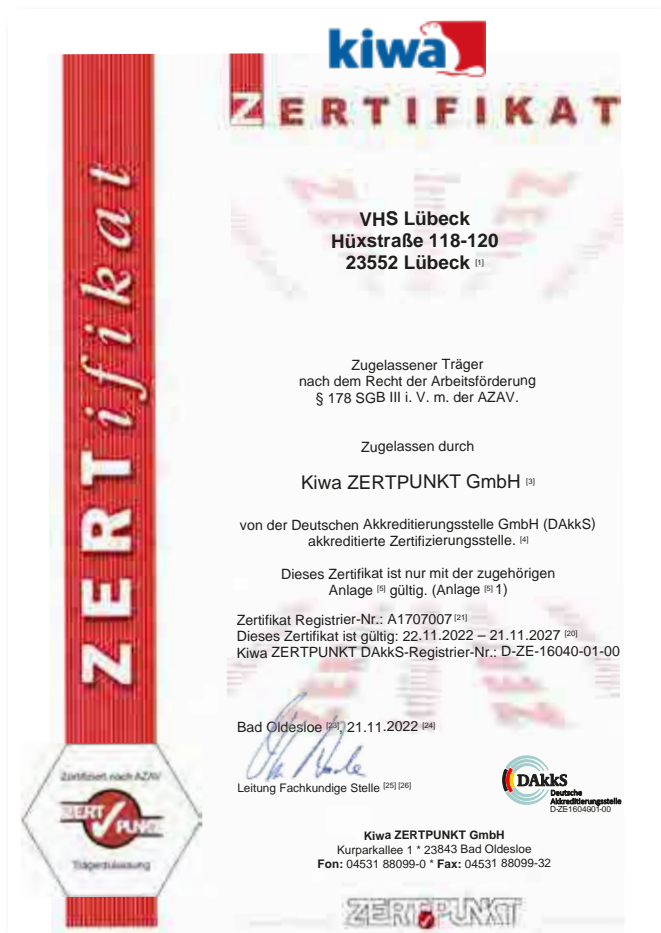 kiwa
ZERTIFIKAT
ZERTifikat
VHS Lübeck
Hüxstraße 118-120
23552 Lübeck [1]
Zugelassener Träger
nach dem Recht der Arbeitsförderung
§ 178 SGB III i. V. m. der AZAV.
Zugelassen durch
Kiwa ZERTPUNKT GmbH [3]
von der Deutschen Akkreditierungsstelle GmbH (DAkkS)
akkreditierte Zertifizierungsstelle. [4]
Dieses Zertifikat ist nur mit der zugehörigen
Anlage [5] gültig. (Anlage [5] 1)
Zertifikat Registrier-Nr.: A1707007 [21]
Dieses Zertifikat ist gültig: 22.11.2022 – 21.11.2027 [20]
Kiwa ZERTPUNKT DAkkS-Registrier-Nr.: D-ZE-16040-01-00
Bad Oldesloe [23], 21.11.2022 [24]
Leitung Fachkundige Stelle [25] [26]
Zertifiziert nach AZAV
ZERT PUNKT
Trägerzulassung
DAkkS
Deutsche
Akkreditierungsstelle
D-ZE1604001-00
Kiwa ZERTPUNKT GmbH
Kurparkallee 1 * 23843 Bad Oldesloe
Fon: 04531 88099-0 * Fax: 04531 88099-32
ZERTPUNKT